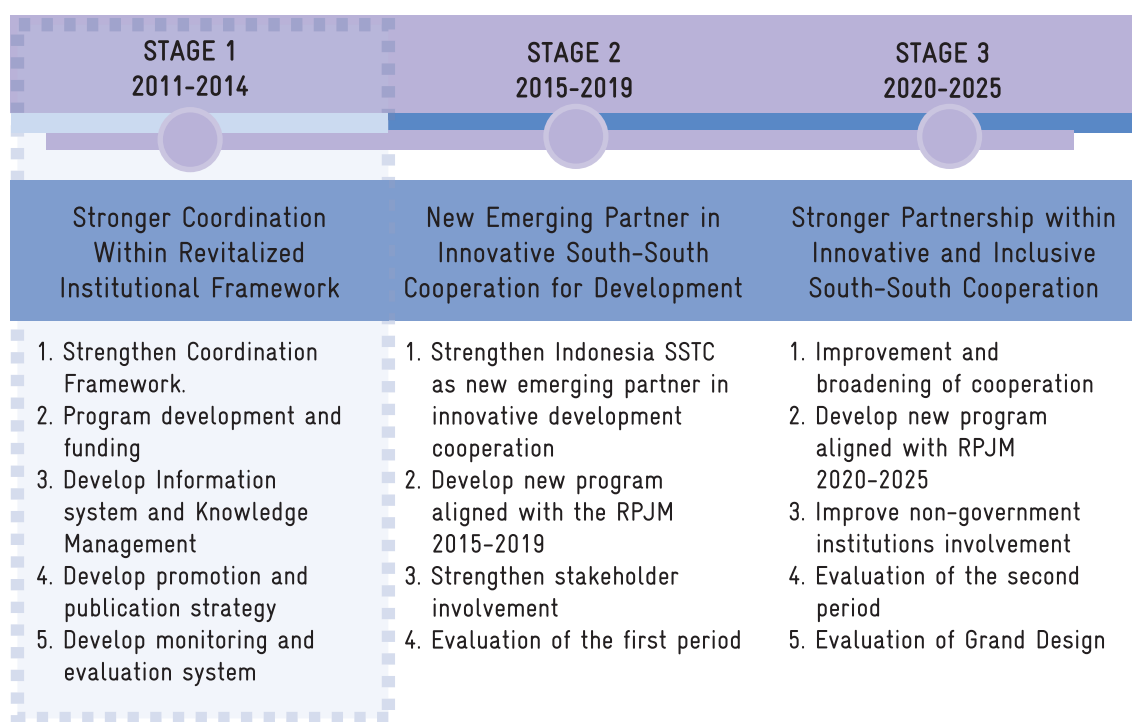 STAGE 1
2011-2014
STAGE 2
2015-2019
STAGE 3
2020-2025
Stronger Coordination
Within Revitalized
Institutional Framework
New Emerging Partner in
Innovative South-South
Cooperation for Development
Stronger Partnership within
Innovative and Inclusive
South-South Cooperation
1. Strengthen Coordination
Framework.
2. Program development and
funding
3. Develop Information
system and Knowledge
Management
4. Develop promotion and
publication strategy
5. Develop monitoring and
evaluation system
1. Strengthen Indonesia SSTC
as new emerging partner in
innovative development
cooperation
2. Develop new program
aligned with the RPJM
2015-2019
3. Strengthen stakeholder
involvement
4. Evaluation of the first period
1. Improvement and
broadening of cooperation
2. Develop new program
aligned with RPJM
2020-2025
3. Improve non-government
institutions involvement
4. Evaluation of the second
period
5. Evaluation of Grand Design